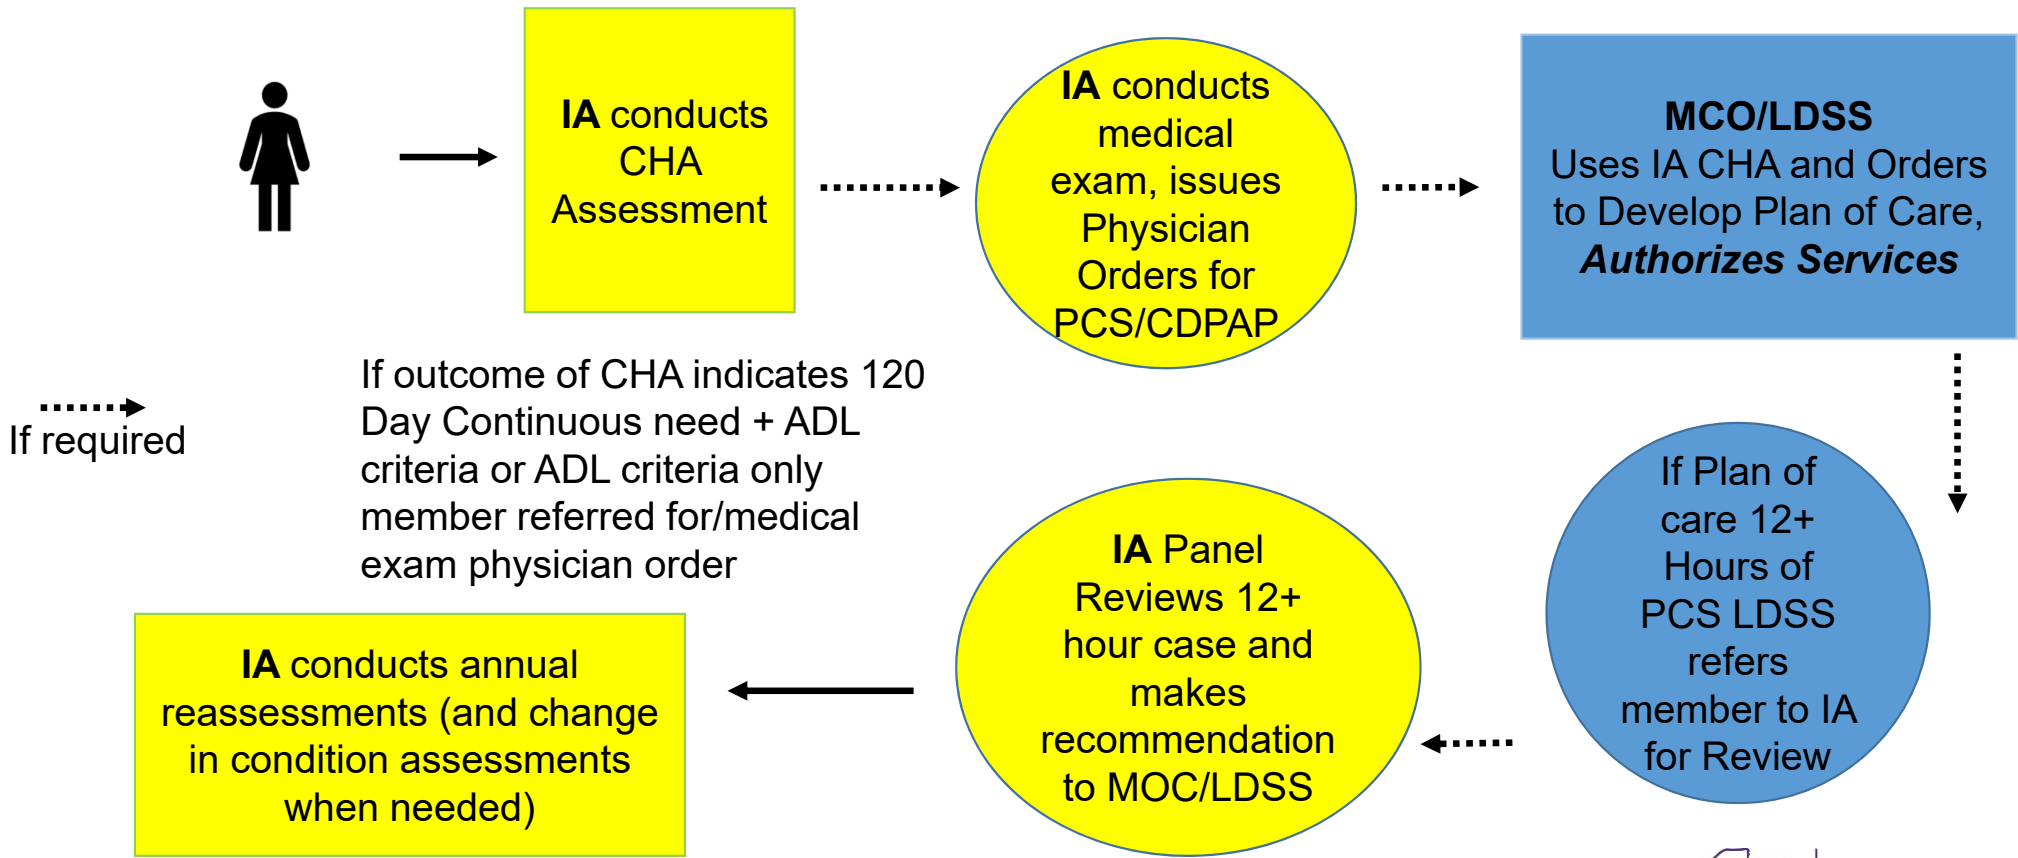 IA conducts
CHA
Assessment
IA conducts
medical
exam, issues
Physician
Orders for
PCS/CDPAP
MCO/LDSS
Uses IA CHA and Orders
to Develop Plan of Care,
Authorizes Services
If required
If outcome of CHA indicates 120
Day Continuous need + ADL
criteria or ADL criteria only
member referred for/medical
exam physician order
If Plan of
care 12+
Hours of
PCS LDSS
refers
member to IA
for Review
IA Panel
Reviews 12+
hour case and
makes
recommendation
to MOC/LDSS
IA conducts annual
reassessments (and change
in condition assessments
when needed)